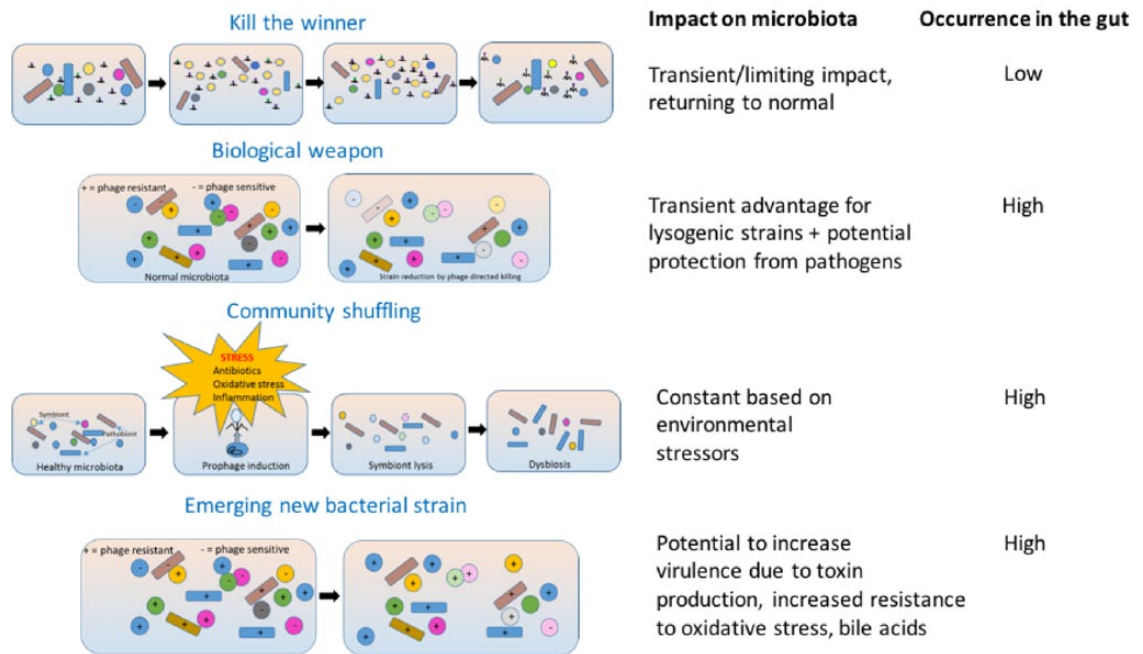 Kill the winner
Impact on microbiota
Occurrence in the gut
Transient/limiting impact,
returning to normal
Low
Biological weapon
+ = phage resistant
- = phage sensitive
Normal microbiota
Strain reduction by phage directed killing
Transient advantage for
lysogenic strains + potential
protection from pathogens
High
Community shuffling
STRESS
Antibiotics
Oxidative stress
Inflammation
Symbiont
Pathobiont
Healthy microbiota
Prophage induction
Symbiont lysis
Dysbiosis
Constant based on
environmental
stressors
High
Emerging new bacterial strain
+ = phage resistant
- = phage sensitive
Potential to increase
virulence due to toxin
production, increased resistance
to oxidative stress, bile acids
High